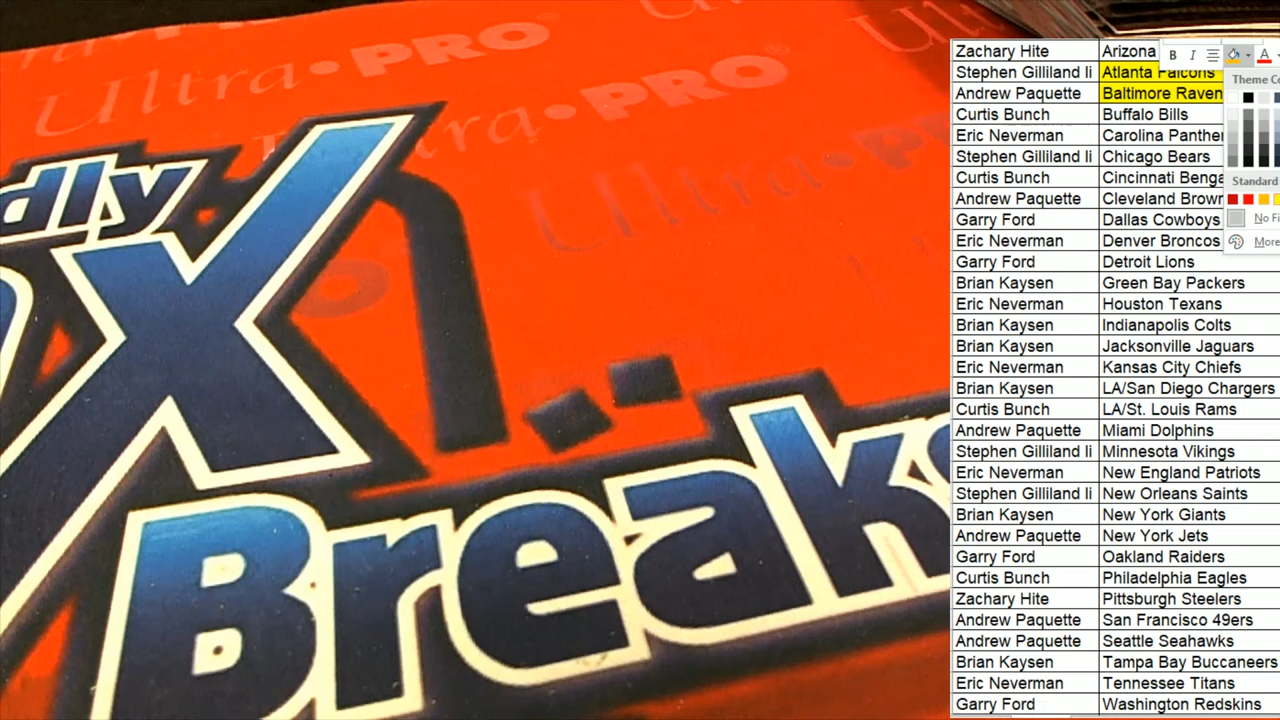 Ultra•PRO®
Ultra•PRO®
Ultra•PRO
dly
X
Breaks
Zachary Hite Arizona
Stephen Gilliland Ii Atlanta Falcons
Andrew Paquette Baltimore Raven
Curtis Bunch Buffalo Bills
Eric Neverman Carolina Panther
Stephen Gilliland Ii Chicago Bears
Curtis Bunch Cincinnati Benga
Andrew Paquette Cleveland Brown
Garry Ford Dallas Cowboys
Eric Neverman Denver Broncos
Garry Ford Detroit Lions
Brian Kaysen Green Bay Packers
Eric Neverman Houston Texans
Brian Kaysen Indianapolis Colts
Brian Kaysen Jacksonville Jaguars
Eric Neverman Kansas City Chiefs
Brian Kaysen LA/San Diego Chargers
Curtis Bunch LA/St. Louis Rams
Andrew Paquette Miami Dolphins
Stephen Gilliland Ii Minnesota Vikings
Eric Neverman New England Patriots
Stephen Gilliland Ii New Orleans Saints
Brian Kaysen New York Giants
Andrew Paquette New York Jets
Garry Ford Oakland Raiders
Curtis Bunch Philadelphia Eagles
Zachary Hite Pittsburgh Steelers
Andrew Paquette San Francisco 49ers
Andrew Paquette Seattle Seahawks
Brian Kaysen Tampa Bay Buccaneers
Eric Neverman Tennessee Titans
Garry Ford Washington Redskins
B I A
Theme Co
Standard
No Fi
More